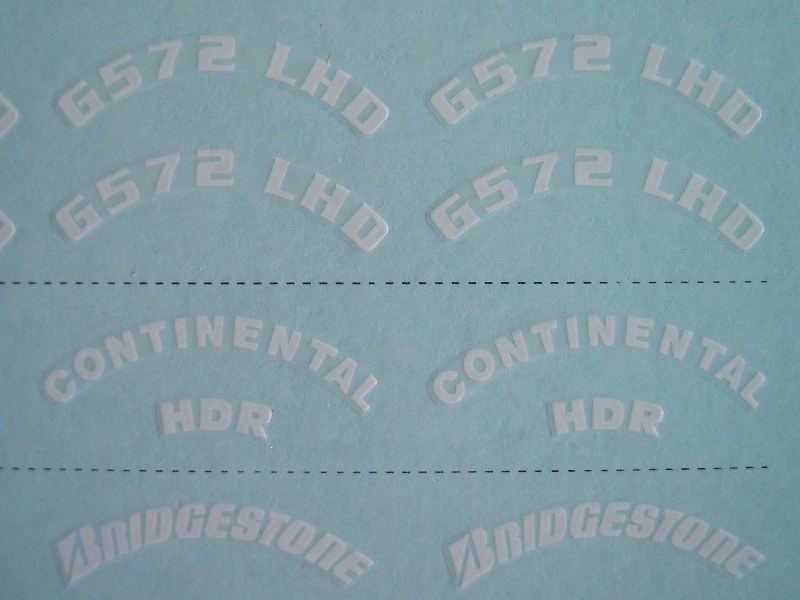 G572 LHD G572 LHD
G572 LHD G572 LHD
CONTINENTAL CONTINENTAL
HDR HDR
BRIDGESTONE BRIDGESTONE